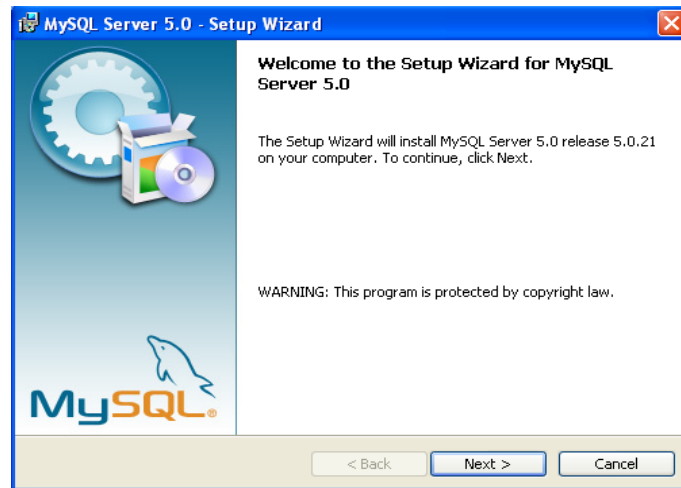 MySQL Server 5.0 - Setup Wizard
Welcome to the Setup Wizard for MySQL
Server 5.0
The Setup Wizard will install MySQL Server 5.0 release 5.0.21
on your computer. To continue, click Next.
WARNING: This program is protected by copyright law.
MySQL®
< Back Next > Cancel